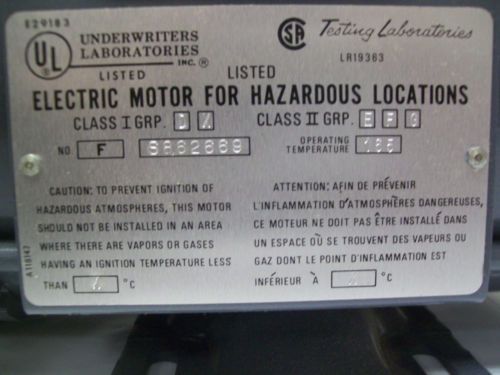 E29183
UL UNDERWRITERS LABORATORIES INC. ®
LISTED
SA Testing Laboratories
LR19363
LISTED
ELECTRIC MOTOR FOR HAZARDOUS LOCATIONS
CLASS I GRP. D CLASS II GRP. E F G
NO F OPERATING TEMPERATURE 165
CAUTION: TO PREVENT IGNITION OF
HAZARDOUS ATMOSPHERES, THIS MOTOR
SHOULD NOT BE INSTALLED IN AN AREA
WHERE THERE ARE VAPORS OR GASES
HAVING AN IGNITION TEMPERATURE LESS
THAN °C
ATTENTION: AFIN DE PRÉVENIR
L'INFLAMMATION D'ATMOSPHÈRES DANGEREUSES,
CE MOTEUR NE DOIT PAS ÊTRE INSTALLÉ DANS
UN ESPACE OÙ SE TROUVENT DES VAPEURS OU
GAZ DONT LE POINT D'INFLAMMATION EST
INFÉRIEUR À °C